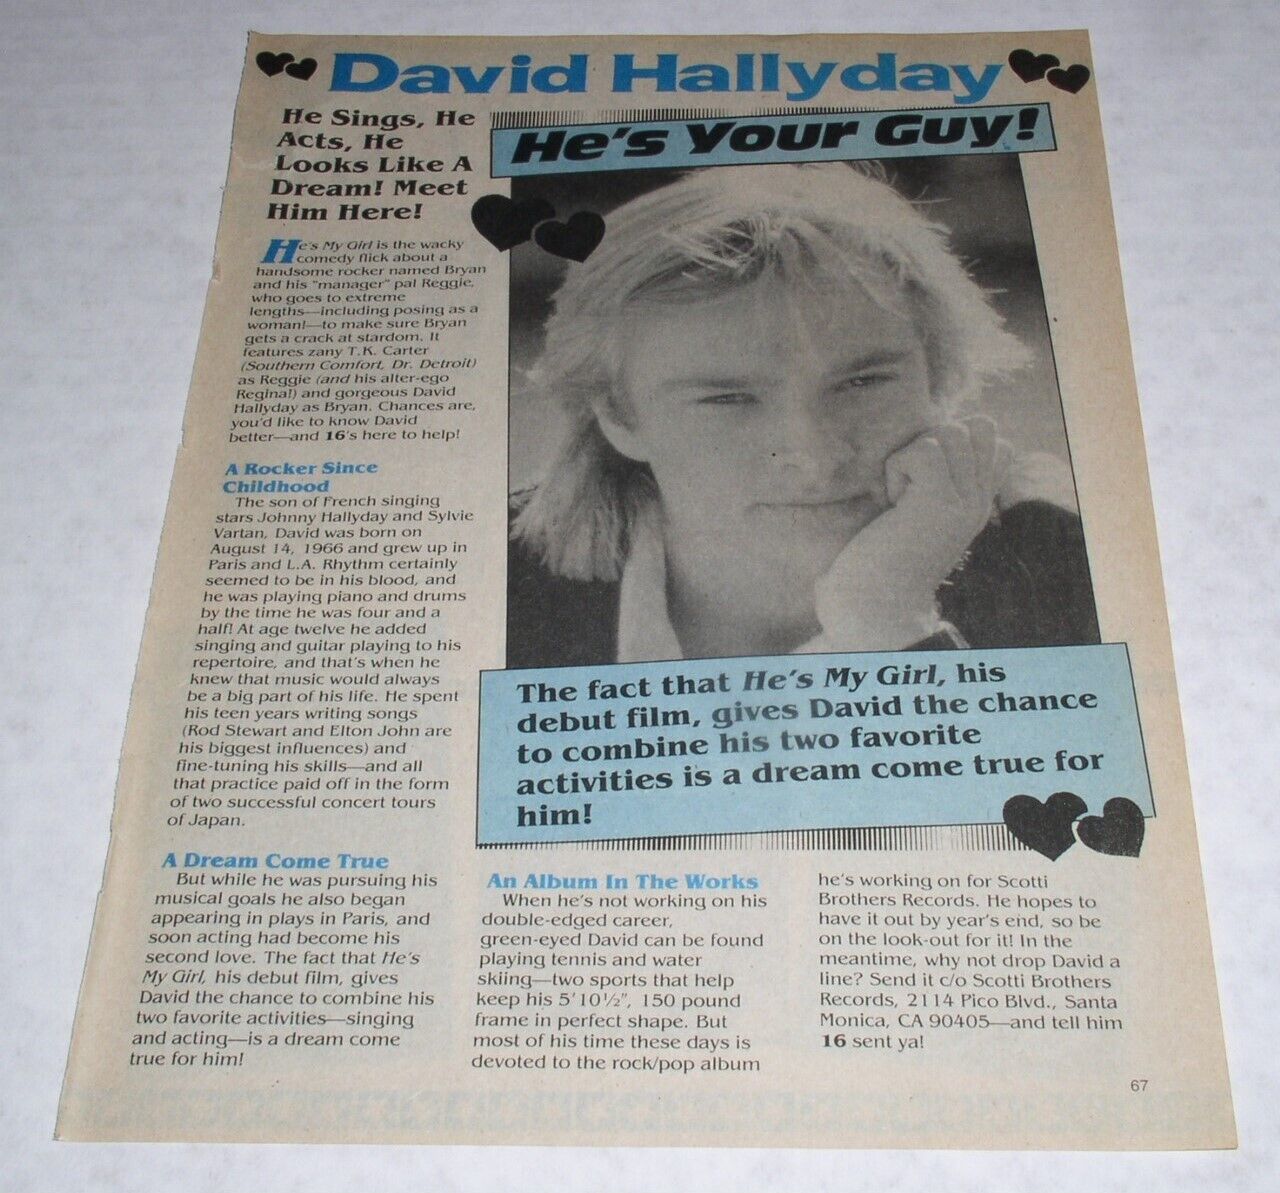 David Hallyday
He Sings, He
Acts, He
Looks Like A
Dream! Meet
Him Here!
He's Your Guy!
He's My Girl is the wacky
comedy flick about a
handsome rocker named Bryan
and his "manager" pal Reggie,
who goes to extreme
lengths—including posing as a
woman!—to make sure Bryan
gets a crack at stardom. It
features zany T.K. Carter
(Southern Comfort, Dr. Detroit)
as Reggie (and his alter-ego
Regina!) and gorgeous David
Hallyday as Bryan. Chances are,
you'd like to know David
better—and 16's here to help!
A Rocker Since
Childhood
The son of French singing
stars Johnny Hallyday and Sylvie
Vartan, David was born on
August 14, 1966 and grew up in
Paris and L.A. Rhythm certainly
seemed to be in his blood, and
he was playing piano and drums
by the time he was four and a
half! At age twelve he added
singing and guitar playing to his
repertoire, and that's when he
knew that music would always
be a big part of his life. He spent
his teen years writing songs
(Rod Stewart and Elton John are
his biggest influences) and
fine-tuning his skills—and all
that practice paid off in the form
of two successful concert tours
of Japan.
The fact that He's My Girl, his
debut film, gives David the chance
to combine his two favorite
activities is a dream come true for
him!
A Dream Come True
But while he was pursuing his
musical goals he also began
appearing in plays in Paris, and
soon acting had become his
second love. The fact that He's
My Girl, his debut film, gives
David the chance to combine his
two favorite activities—singing
and acting—is a dream come
true for him!
An Album In The Works
When he's not working on his
double-edged career,
green-eyed David can be found
playing tennis and water
skiing—two sports that help
keep his 5'10½", 150 pound
frame in perfect shape. But
most of his time these days is
devoted to the rock/pop album
he's working on for Scotti
Brothers Records. He hopes to
have it out by year's end, so be
on the look-out for it! In the
meantime, why not drop David a
line? Send it c/o Scotti Brothers
Records, 2114 Pico Blvd., Santa
Monica, CA 90405—and tell him
16 sent ya!
67